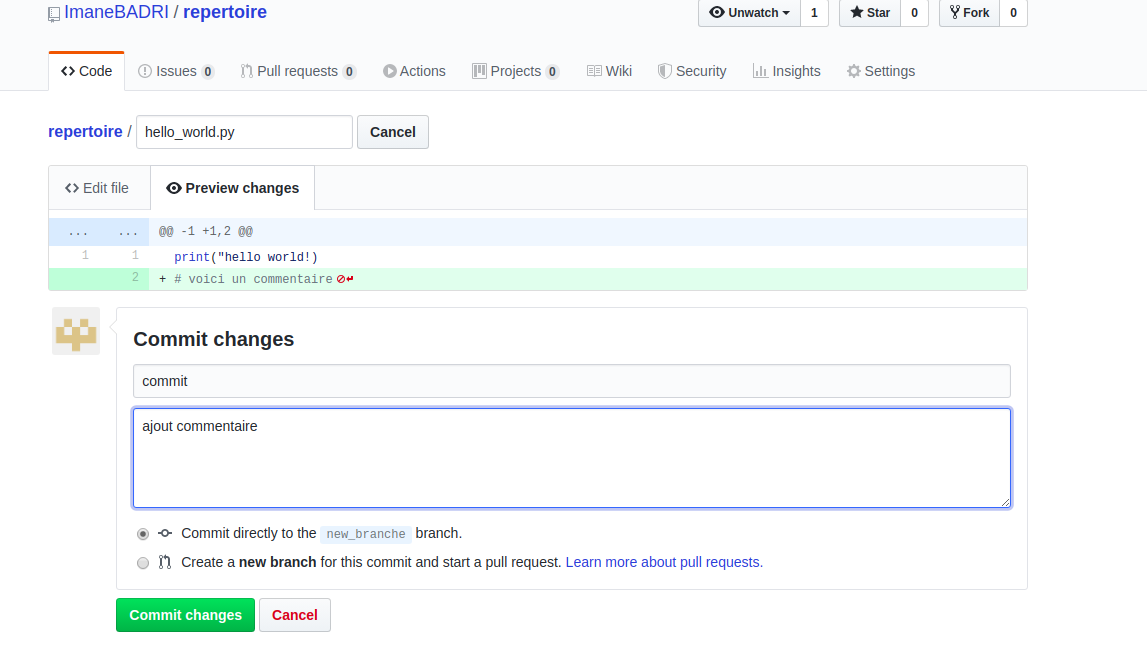 ImaneBADRI / repertoire
Unwatch 1 Star 0 Fork 0
Code Issues 0 Pull requests 0 Actions Projects 0 Wiki Security Insights Settings
repertoire / hello_world.py Cancel
Edit file Preview changes
... ... @@ -1 +1,2 @@
1 1 print("hello world!)
2 + # voici un commentaire
Commit changes
commit
ajout commentaire
Commit directly to the new_branche branch.
Create a new branch for this commit and start a pull request. Learn more about pull requests.
Commit changes Cancel